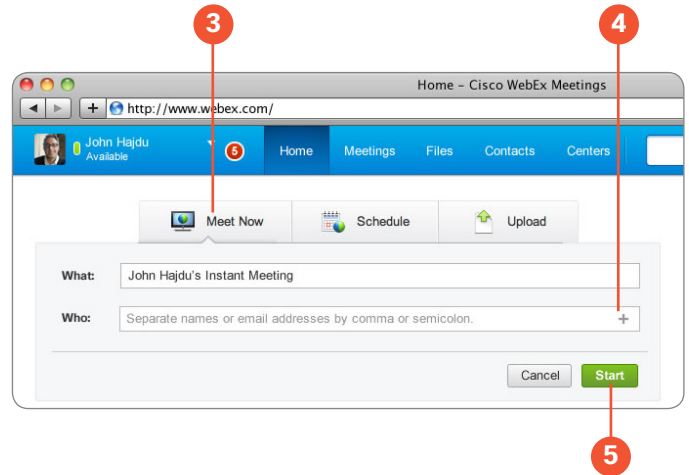 3 4
Home – Cisco WebEx Meetings
http://www.webex.com/
John Hajdu
Available
5
Home Meetings Files Contacts Centers
Meet Now Schedule Upload
What: John Hajdu's Instant Meeting
Who: Separate names or email addresses by comma or semicolon. +
Cancel Start
5